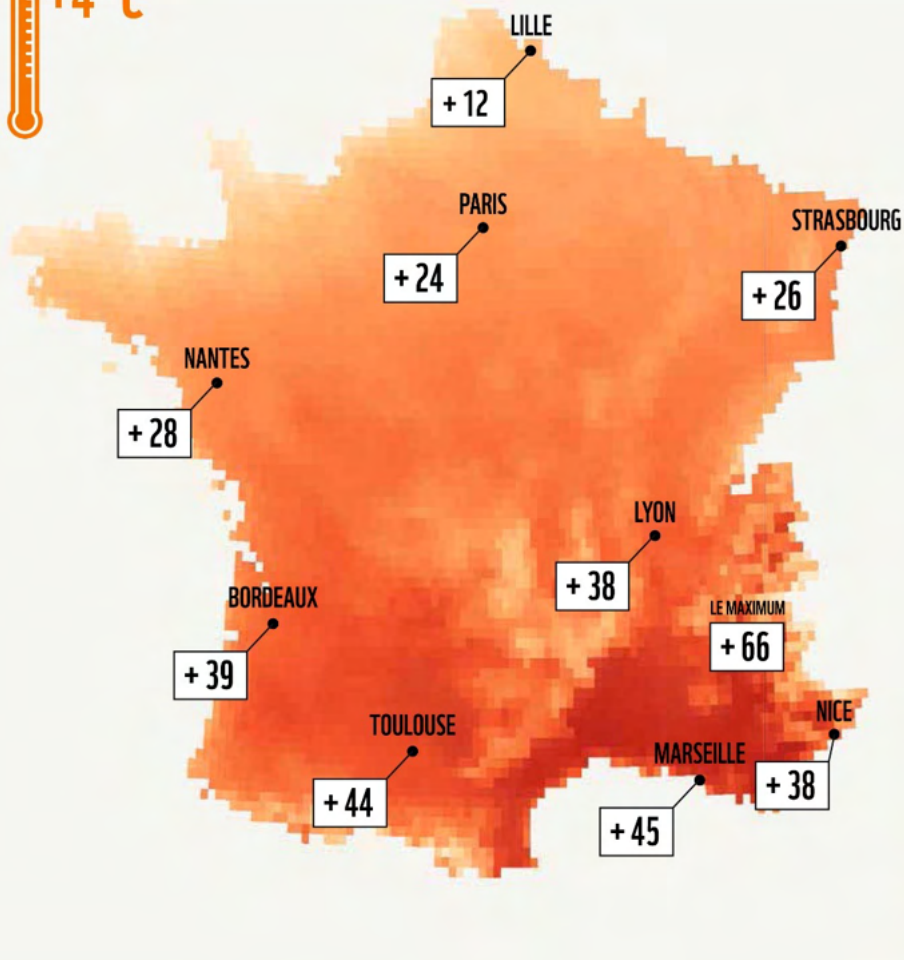 +4°C
LILLE
+ 12
PARIS
+ 24
STRASBOURG
+ 26
NANTES
+ 28
LYON
+ 38
BORDEAUX
+ 39
LE MAXIMUM
+ 66
NICE
+ 38
TOULOUSE
+ 44
MARSEILLE
+ 45